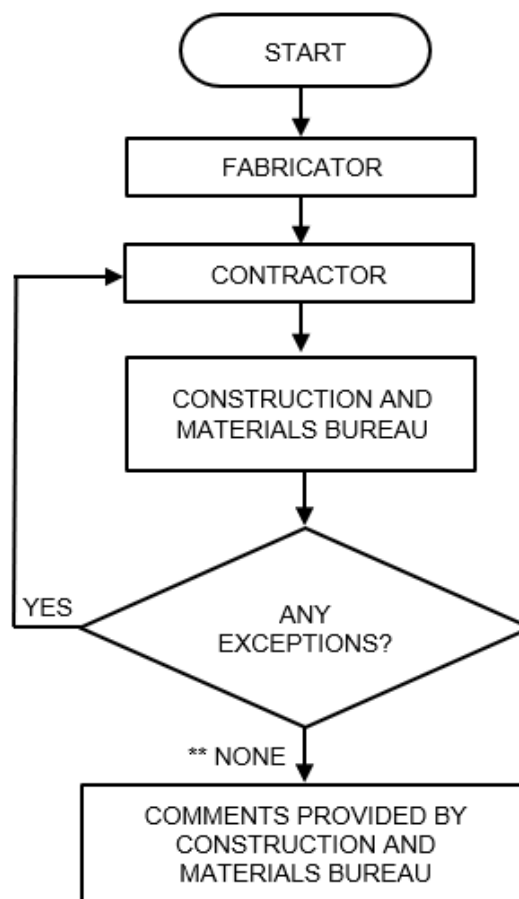 START
FABRICATOR
CONTRACTOR
CONSTRUCTION AND
MATERIALS BUREAU
YES
ANY
EXCEPTIONS?
** NONE
COMMENTS PROVIDED BY
CONSTRUCTION AND
MATERIALS BUREAU